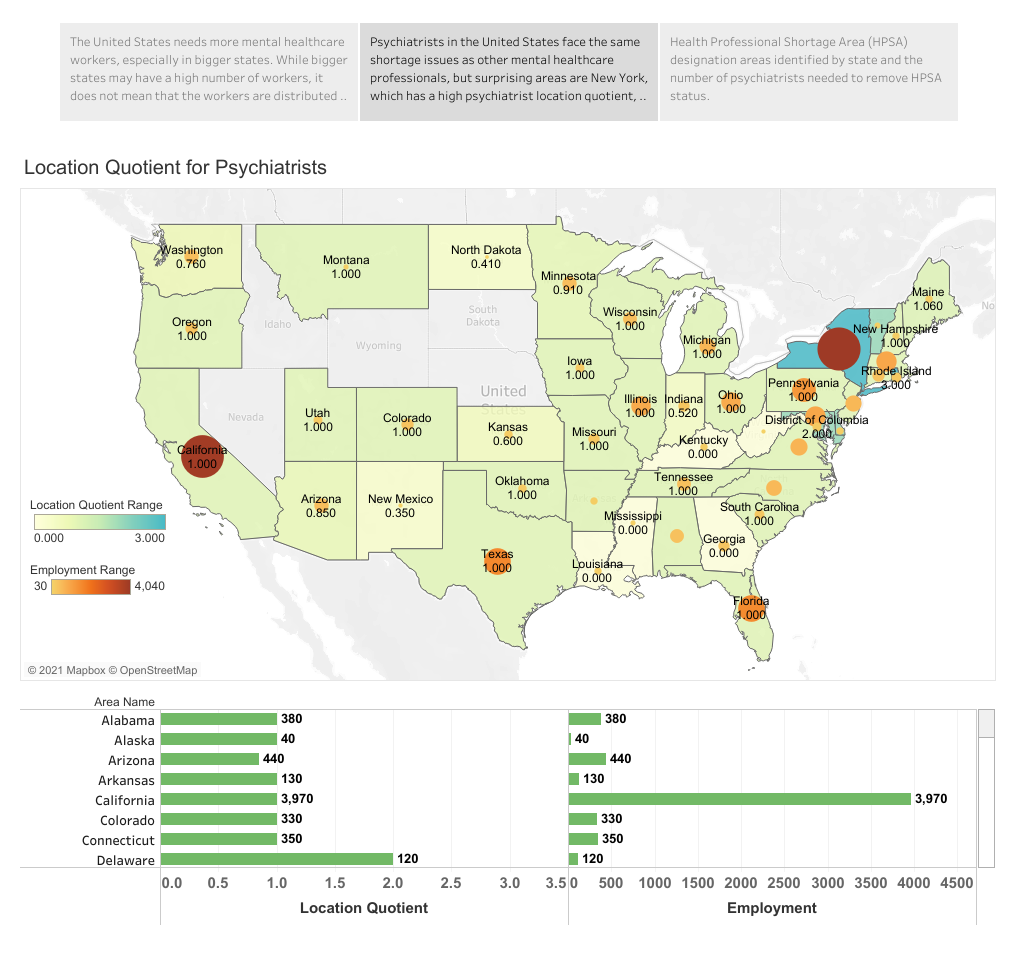 The United States needs more mental healthcare
workers, especially in bigger states. While bigger
states may have a high number of workers, it
does not mean that the workers are distributed ..
Psychiatrists in the United States face the same
shortage issues as other mental healthcare
professionals, but surprising areas are New York,
which has a high psychiatrist location quotient, ..
Health Professional Shortage Area (HPSA)
designation areas identified by state and the
number of psychiatrists needed to remove HPSA
status.
Location Quotient for Psychiatrists
Washington
0.760
Montana
1.000
North Dakota
0.410
Minnesota
0.910
Wisconsin
1.000
Michigan
1.000
Maine
1.060
New Hampshire
1.000
Rhode Island
3.000
Oregon
1.000
Idaho
Wyoming
South
Dakota
Iowa
1.000
Nevada
Utah
1.000
Colorado
1.000
United
States
Kansas
0.600
Missouri
1.000
Illinois
1.000
Indiana
0.520
Ohio
1.000
Pennsylvania
1.000
District of Columbia
2.000
Kentucky
0.000
California
1.000
Arizona
0.850
New Mexico
0.350
Oklahoma
1.000
Tennessee
1.000
Mississippi
0.000
South Carolina
1.000
Georgia
0.000
Texas
1.000
Louisiana
0.000
Florida
1.000
No
Location Quotient Range
0.000 3.000
Employment Range
30 4,040
© 2021 Mapbox © OpenStreetMap
Area Name
Alabama 380 380
Alaska 40 40
Arizona 440 440
Arkansas 130 130
California 3,970 3,970
Colorado 330 330
Connecticut 350 350
Delaware 120 120
0.0 0.5 1.0 1.5 2.0 2.5 3.0 3.5 0 500 1000 1500 2000 2500 3000 3500 4000 4500
Location Quotient Employment